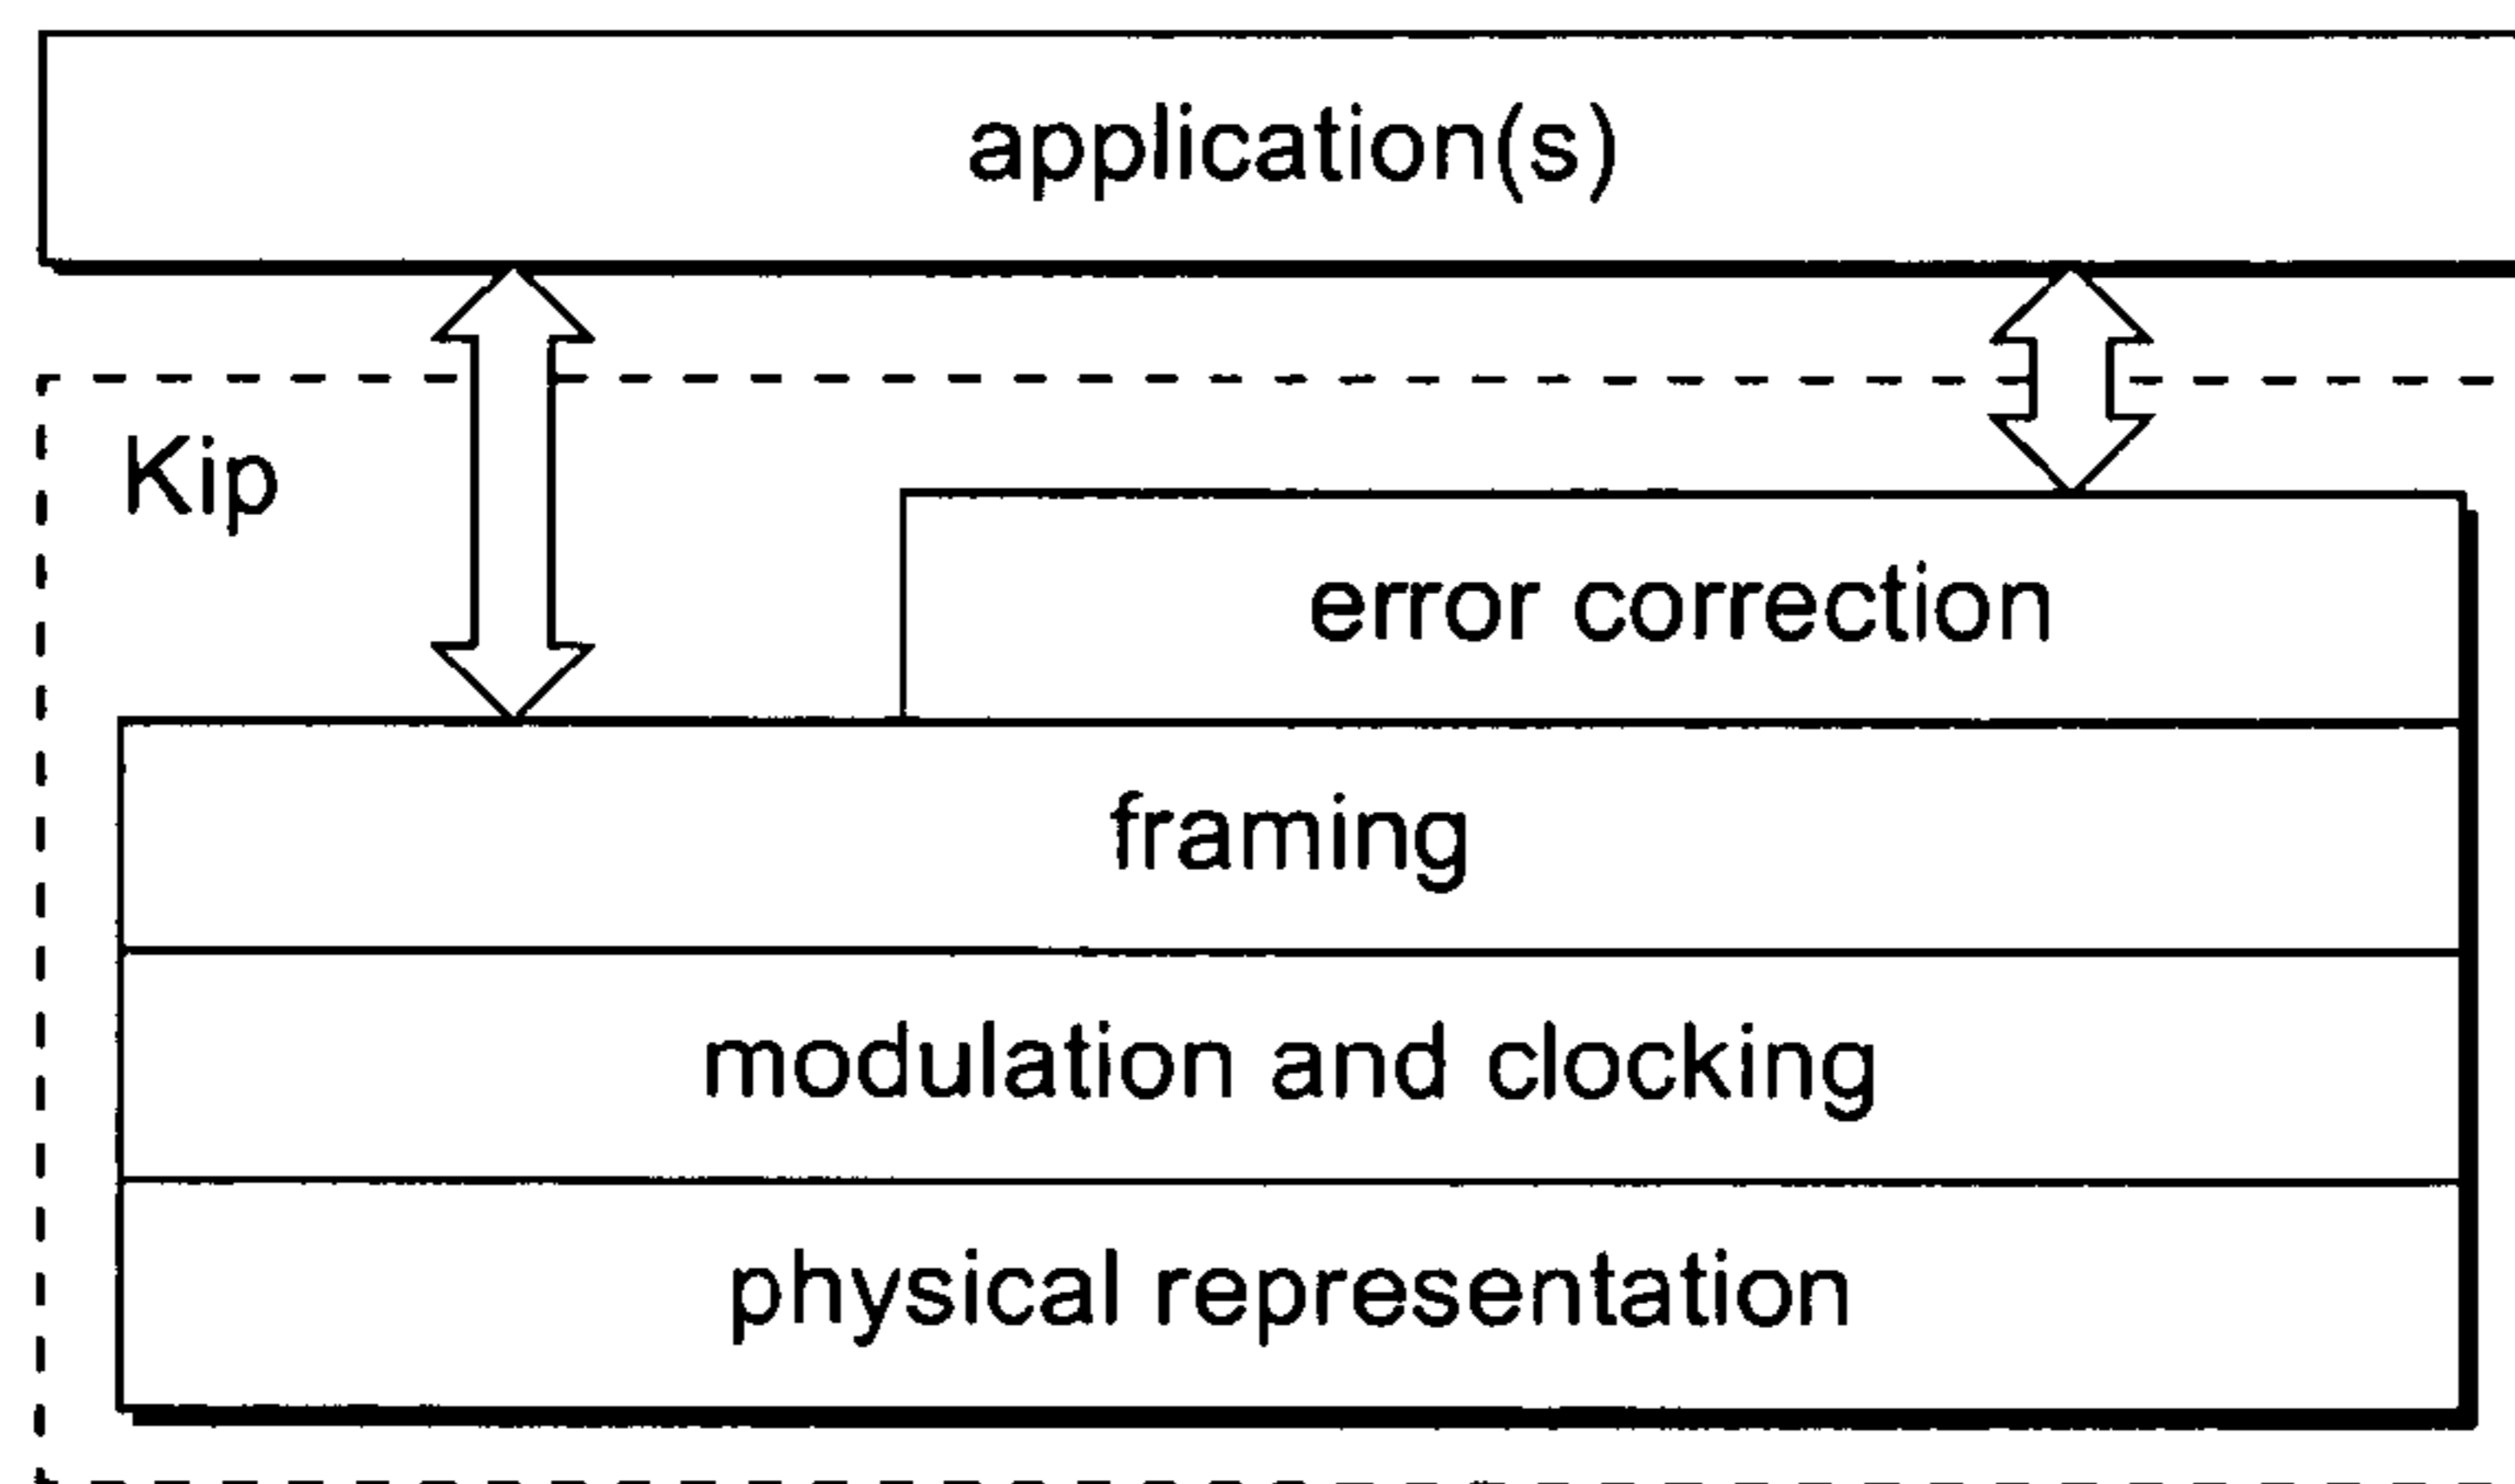 application(s)
Kip
error correction
framing
modulation and clocking
physical representation